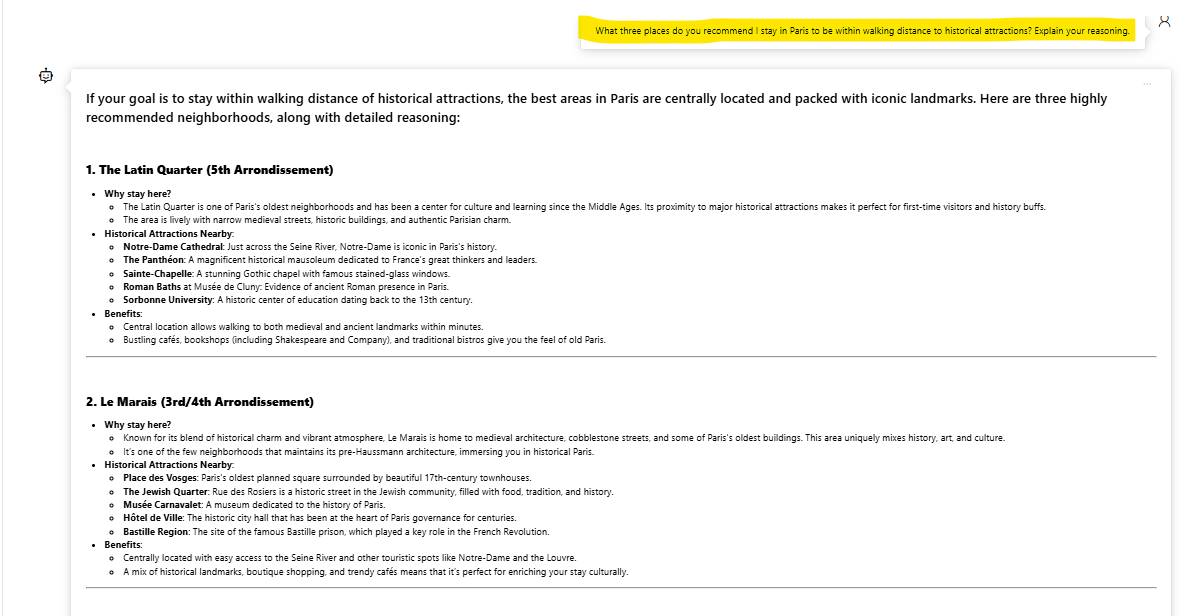 What three places do you recommend I stay in Paris to be within walking distance to historical attractions? Explain your reasoning.
If your goal is to stay within walking distance of historical attractions, the best areas in Paris are centrally located and packed with iconic landmarks. Here are three highly
recommended neighborhoods, along with detailed reasoning:
1. The Latin Quarter (5th Arrondissement)
• Why stay here?
o The Latin Quarter is one of Paris's oldest neighborhoods and has been a center for culture and learning since the Middle Ages. Its proximity to major historical attractions makes it perfect for first-time visitors and history buffs.
o The area is lively with narrow medieval streets, historic buildings, and authentic Parisian charm.
• Historical Attractions Nearby:
o Notre-Dame Cathedral: Just across the Seine River, Notre-Dame is iconic in Paris's history.
o The Panthéon: A magnificent historical mausoleum dedicated to France's great thinkers and leaders.
o Sainte-Chapelle: A stunning Gothic chapel with famous stained-glass windows.
o Roman Baths at Musée de Cluny: Evidence of ancient Roman presence in Paris.
o Sorbonne University: A historic center of education dating back to the 13th century.
• Benefits:
o Central location allows walking to both medieval and ancient landmarks within minutes.
o Bustling cafés, bookshops (including Shakespeare and Company), and traditional bistros give you the feel of old Paris.
2. Le Marais (3rd/4th Arrondissement)
• Why stay here?
o Known for its blend of historical charm and vibrant atmosphere, Le Marais is home to medieval architecture, cobblestone streets, and some of Paris's oldest buildings. This area uniquely mixes history, art, and culture.
o It's one of the few neighborhoods that maintains its pre-Haussmann architecture, immersing you in historical Paris.
• Historical Attractions Nearby:
o Place des Vosges: Paris's oldest planned square surrounded by beautiful 17th-century townhouses.
o The Jewish Quarter: Rue des Rosiers is a historic street in the Jewish community, filled with food, tradition, and history.
o Musée Carnavalet: A museum dedicated to the history of Paris.
o Hôtel de Ville: The historic city hall that has been at the heart of Paris governance for centuries.
o Bastille Region: The site of the famous Bastille prison, which played a key role in the French Revolution.
• Benefits:
o Centrally located with easy access to the Seine River and other touristic spots like Notre-Dame and the Louvre.
o A mix of historical landmarks, boutique shopping, and trendy cafés means that it's perfect for enriching your stay culturally.